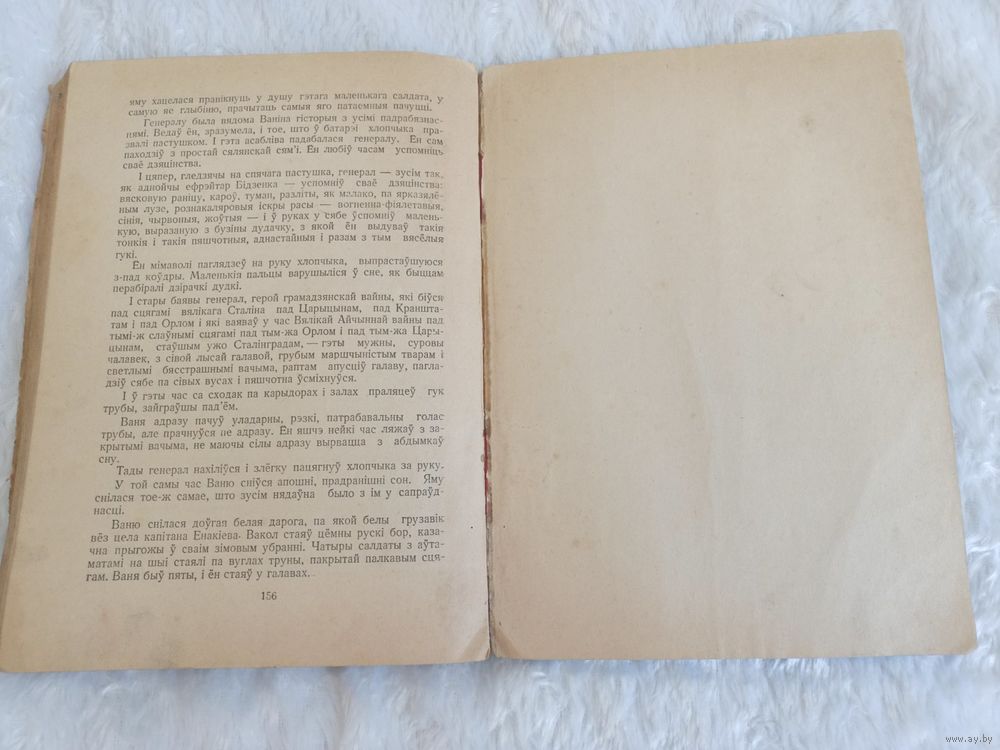 яму хацелася пранікнуць у душу гэтага маленькага салдата, у
самую яе глыбіню, прачытаць самыя яго патаемныя пачуцці.
Генералу была вядома Ваніна гісторыя з усімі падрабязнас-
нямі. Ведаў ён, зразумела, і тое, што ў батарэі хлопчыка пра-
звалі пастушком. І гэта асабліва падабалася генералу. Ён сам
паходзіў з простай сялянскай сям'і. Ён любіў часам успомніць
сваё дзяцінства.
І цяпер, гледзячы на спячага пастушка, генерал — зусім так,
як аднойчы ефрэйтар Бідзенка — успомніў сваё дзяцінства:
вясковую раніцу, кароў, туман, разліты, як малако, па ярказялё-
ным лузе, рознакаляровыя іскры расы — вогненна-фіялетавыя,
сінія, чырвоныя, жоўтыя — і ў руках у сябе ўспомніў малень-
кую, выразаную з бузіны дудачку, з якой ён выдуваў такія
тонкія і такія пяшчотныя, аднастайныя і разам з тым вясёлыя
гукі.
Ён мімаволі паглядзеў на руку хлопчыка, выпрастаўшуюся
з-пад коўдры. Маленькія пальцы варушыліся ў сне, як быццам
перабіралі дзірачкі дудкі.
І стары баявы генерал, герой грамадзянскай вайны, які біўся
пад сцягамі вялікага Сталіна пад Царыцынам, пад Краншта-
там і пад Орлом і які ваяваў у час Вялікай Айчыннай вайны пад
тымі-ж слаўнымі сцягамі пад тым-жа Орлом і пад тым-жа Цары-
цынам, стаўшым ужо Сталінградам, — гэты мужны, суровы
чалавек, з сівой лысай галавой, грубым маршчыністым тварам і
светлымі бясстрашнымі вачыма, раптам апусціў галаву, пагла-
дзіў сябе па сівых вусах і пяшчотна ўсміхнуўся.
І ў гэты час са сходак па карыдорах і залах праляцеў гук
трубы, зайграўшы пад'ём.
Ваня адразу пачуў уладарны, рэзкі, патрабавальны голас
трубы, але прачнуўся не адразу. Ён яшчэ нейкі час ляжаў з за-
крытымі вачыма, не маючы сілы адразу вырвацца з абдымкаў
сну.
Тады генерал нахіліўся і злёгку пацягнуў хлопчыка за руку.
У той самы час Ваню сніўся апошні, прадранішні сон. Яму
снілася тое-ж самае, што зусім нядаўна было з ім у сапраўд-
насці.
Ваню снілася доўгая белая дарога, па якой белы грузавік
вёз цела капітана Енакіева. Вакол стаяў цёмны рускі бор, каза-
чна прыгожы ў сваім зімовым убранні. Чатыры салдаты з аўта-
матамі на шыі стаялі па вуглах труны, пакрытай палкавым сця-
гам. Ваня быў пяты, і ён стаяў у галавах.
156
www.ay.by